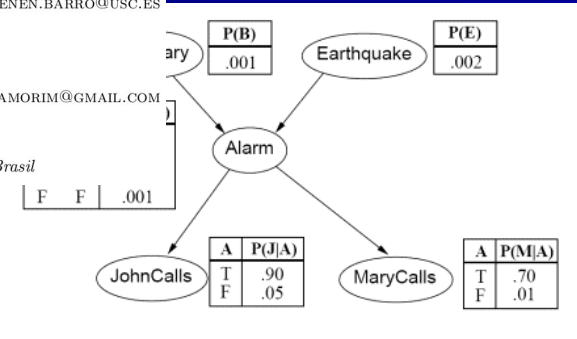 ENEN.BARRO@USC.ES
P(B)
.001
ary
Earthquake
P(E)
.002
AMORIM@GMAIL.COM
)
Alarm
Brasil
F F .001
A P(J|A)
T .90
F .05
JohnCalls
MaryCalls
A P(M|A)
T .70
F .01